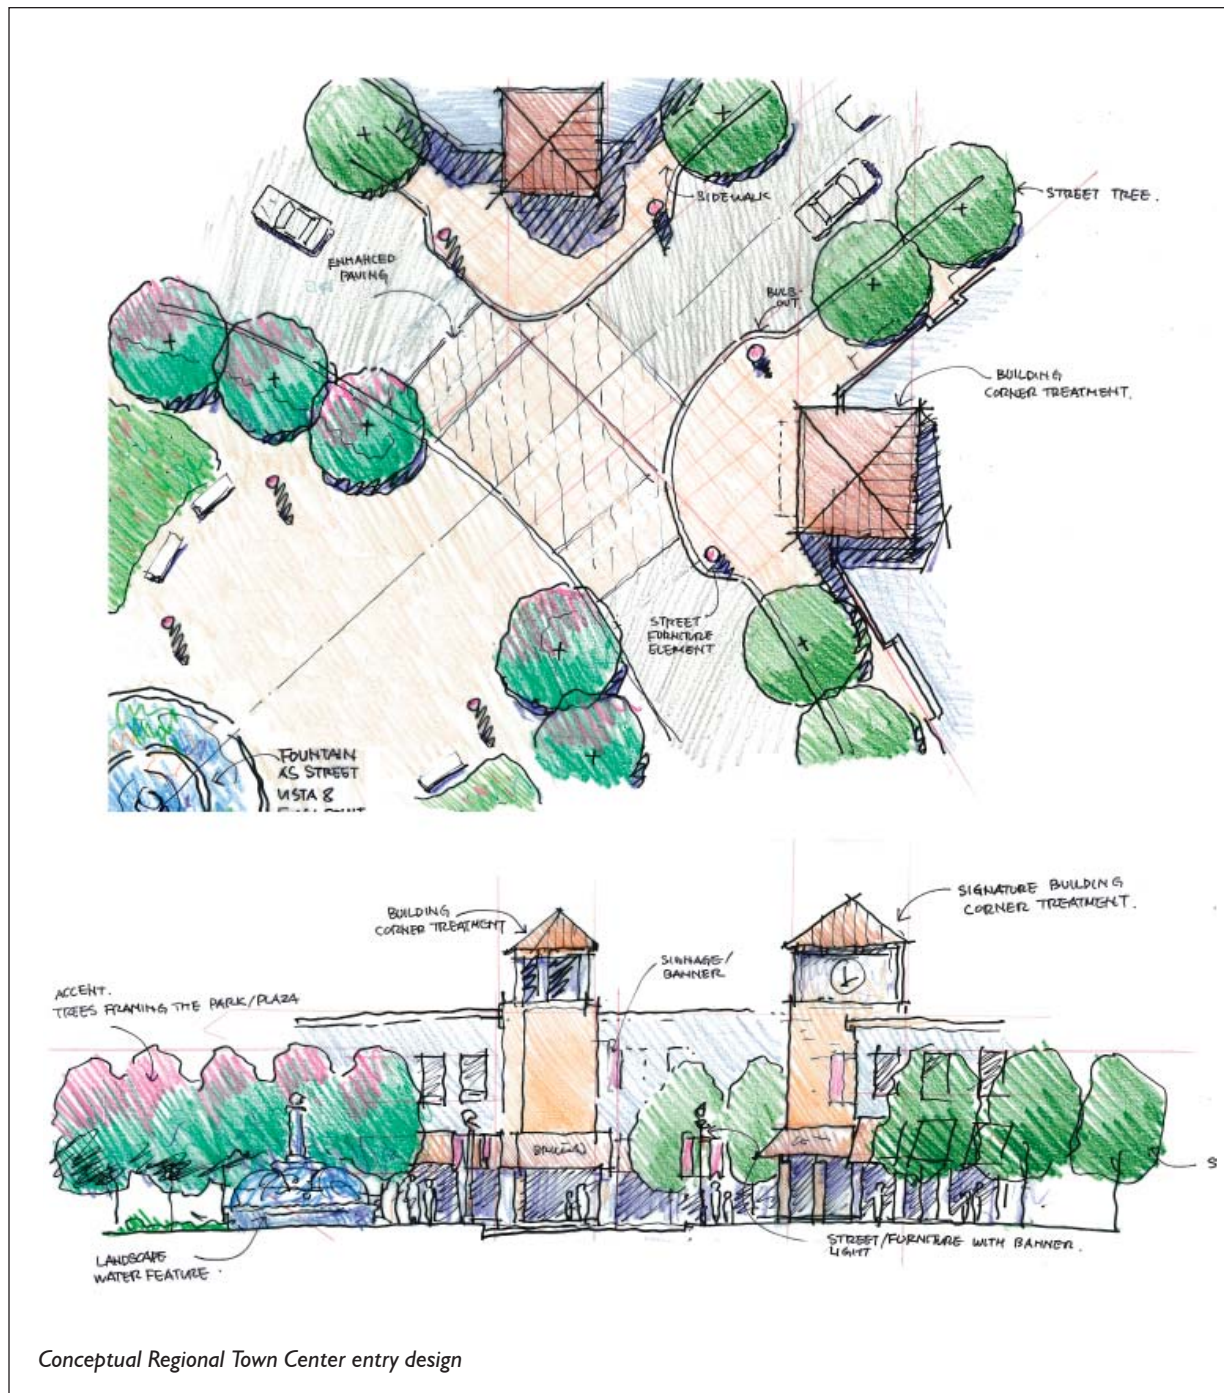 SIDEWALK
STREET TREE.
ENHANCED
PAVING
BULB-
OUT
BUILDING
CORNER TREATMENT.
STREET
FURNITURE
ELEMENT
FOUNTAIN
AS STREET
VISTA &
SIGNATURE BUILDING
CORNER TREATMENT.
BUILDING
CORNER TREATMENT
SIGNAGE/
BANNER
ACCENT.
TREES FRAMING THE PARK/PLAZA
S
STREET/FURNITURE WITH BANNER.
LIGHT
LANDSCAPE
WATER FEATURE.
Conceptual Regional Town Center entry design